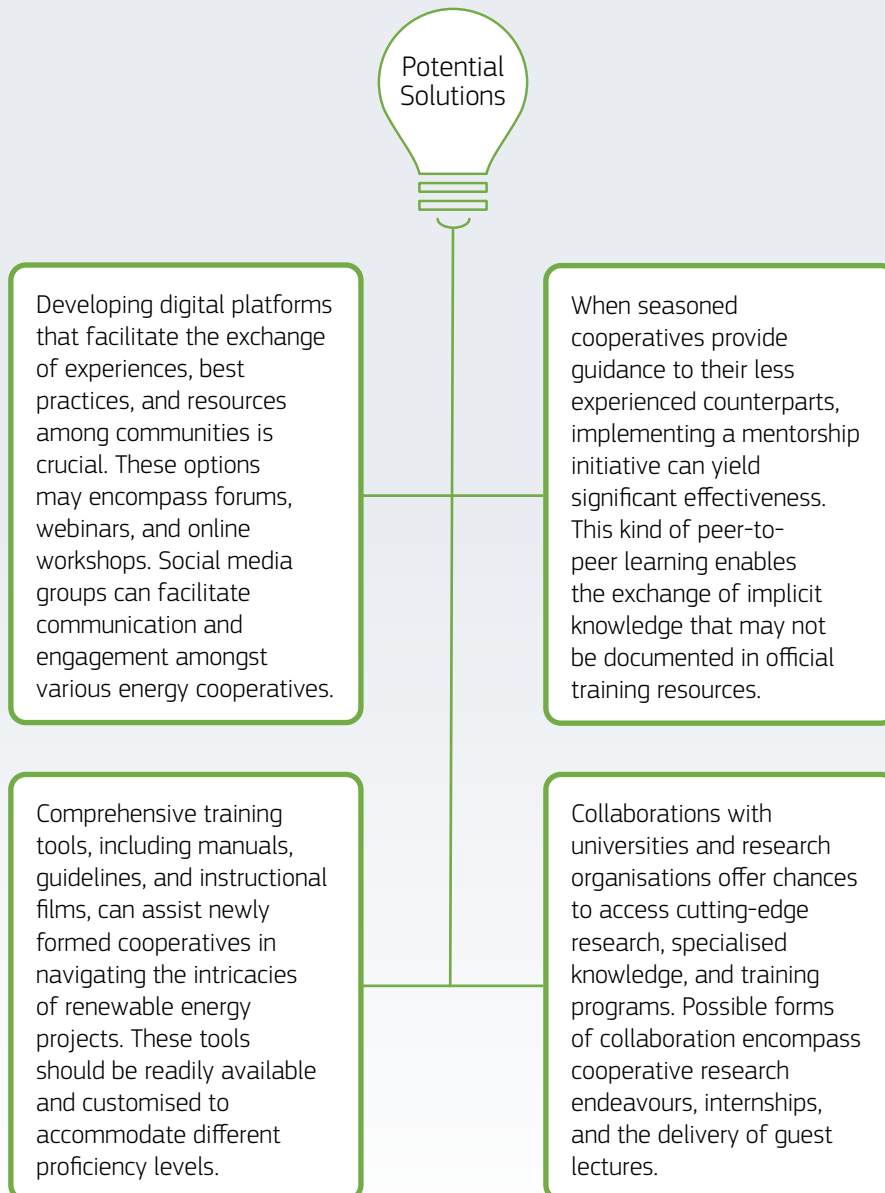 Potential
Solutions
Developing digital platforms
that facilitate the exchange
of experiences, best
practices, and resources
among communities is
crucial. These options
may encompass forums,
webinars, and online
workshops. Social media
groups can facilitate
communication and
engagement amongst
various energy cooperatives.
When seasoned
cooperatives provide
guidance to their less
experienced counterparts,
implementing a mentorship
initiative can yield
significant effectiveness.
This kind of peer-to-
peer learning enables
the exchange of implicit
knowledge that may not
be documented in official
training resources.
Comprehensive training
tools, including manuals,
guidelines, and instructional
films, can assist newly
formed cooperatives in
navigating the intricacies
of renewable energy
projects. These tools
should be readily available
and customised to
accommodate different
proficiency levels.
Collaborations with
universities and research
organisations offer chances
to access cutting-edge
research, specialised
knowledge, and training
programs. Possible forms
of collaboration encompass
cooperative research
endeavours, internships,
and the delivery of guest
lectures.